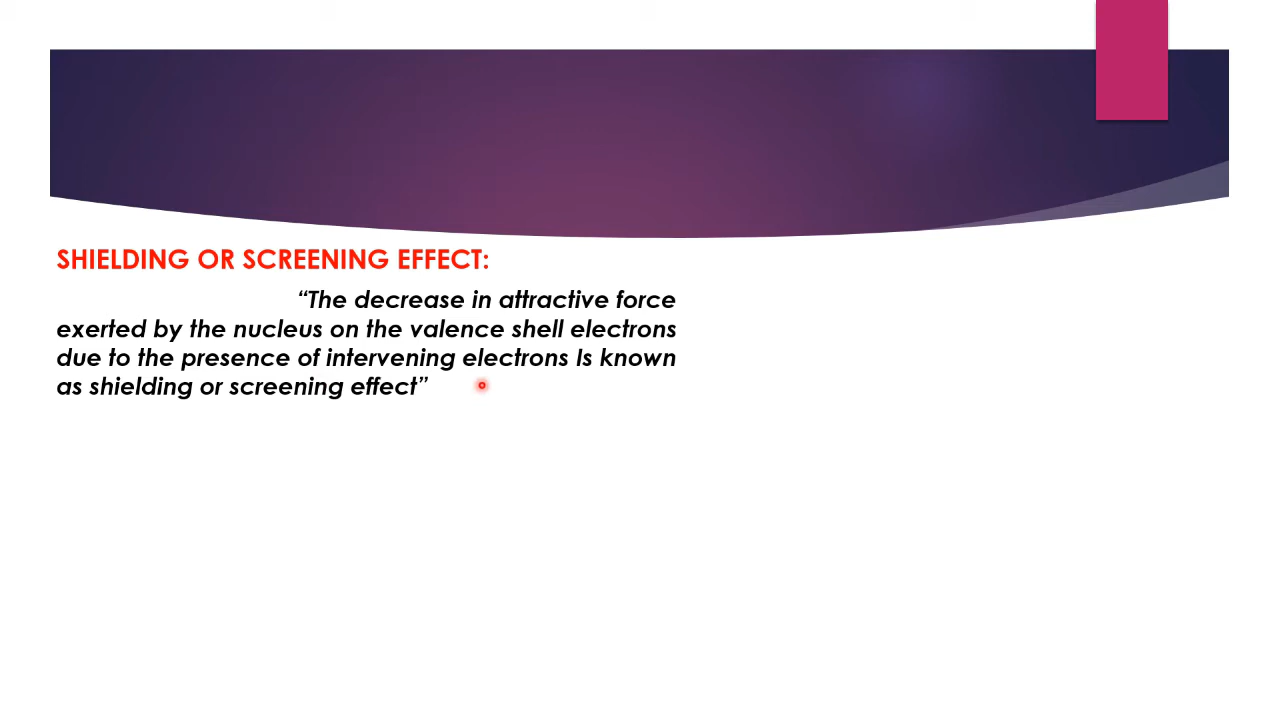 SHIELDING OR SCREENING EFFECT:
“The decrease in attractive force
exerted by the nucleus on the valence shell electrons
due to the presence of intervening electrons Is known
as shielding or screening effect”